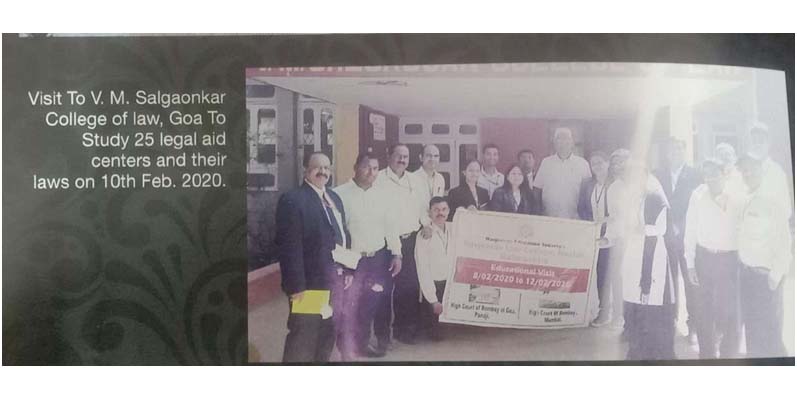 Visit To V. M. Salgaonkar
College of law, Goa To
Study 25 legal aid
centers and their
laws on 10th Feb. 2020.
Law College,
Educational Visit
8/02/2020 to 12/02/2020
High Court of Bombay at Goa,
Panaji.
High Court Of Bombay,
Mumbai.